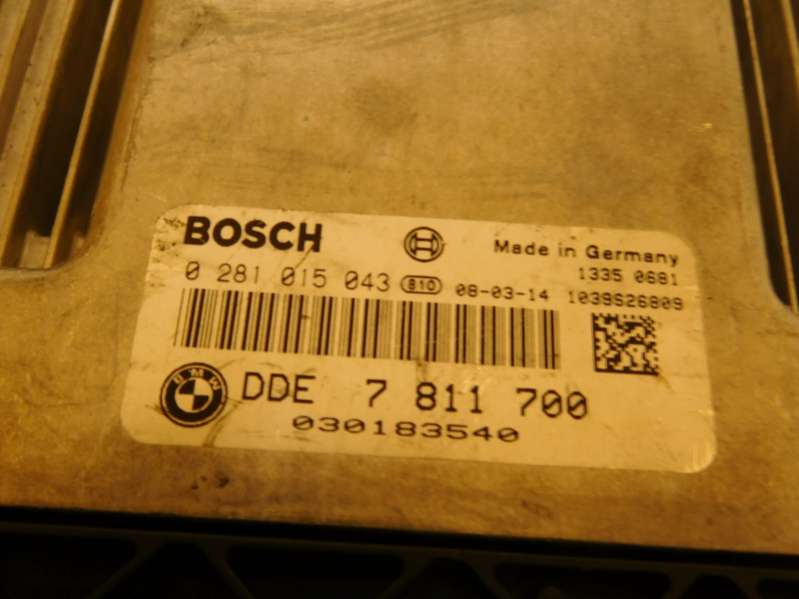 BOSCH
Made in Germany
1335 0681
0 281 015 043 810 08-03-14 1039S26809
BMW DDE 7 811 700
030183540